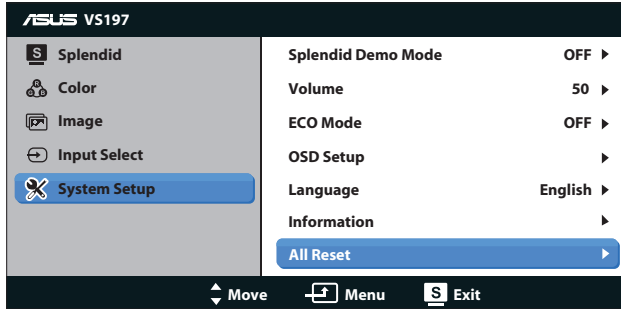 ASUS VS197
S Splendid
Color
Image
Input Select
System Setup
Splendid Demo Mode OFF
Volume 50
ECO Mode OFF
OSD Setup
Language English
Information
All Reset
Move Menu S Exit